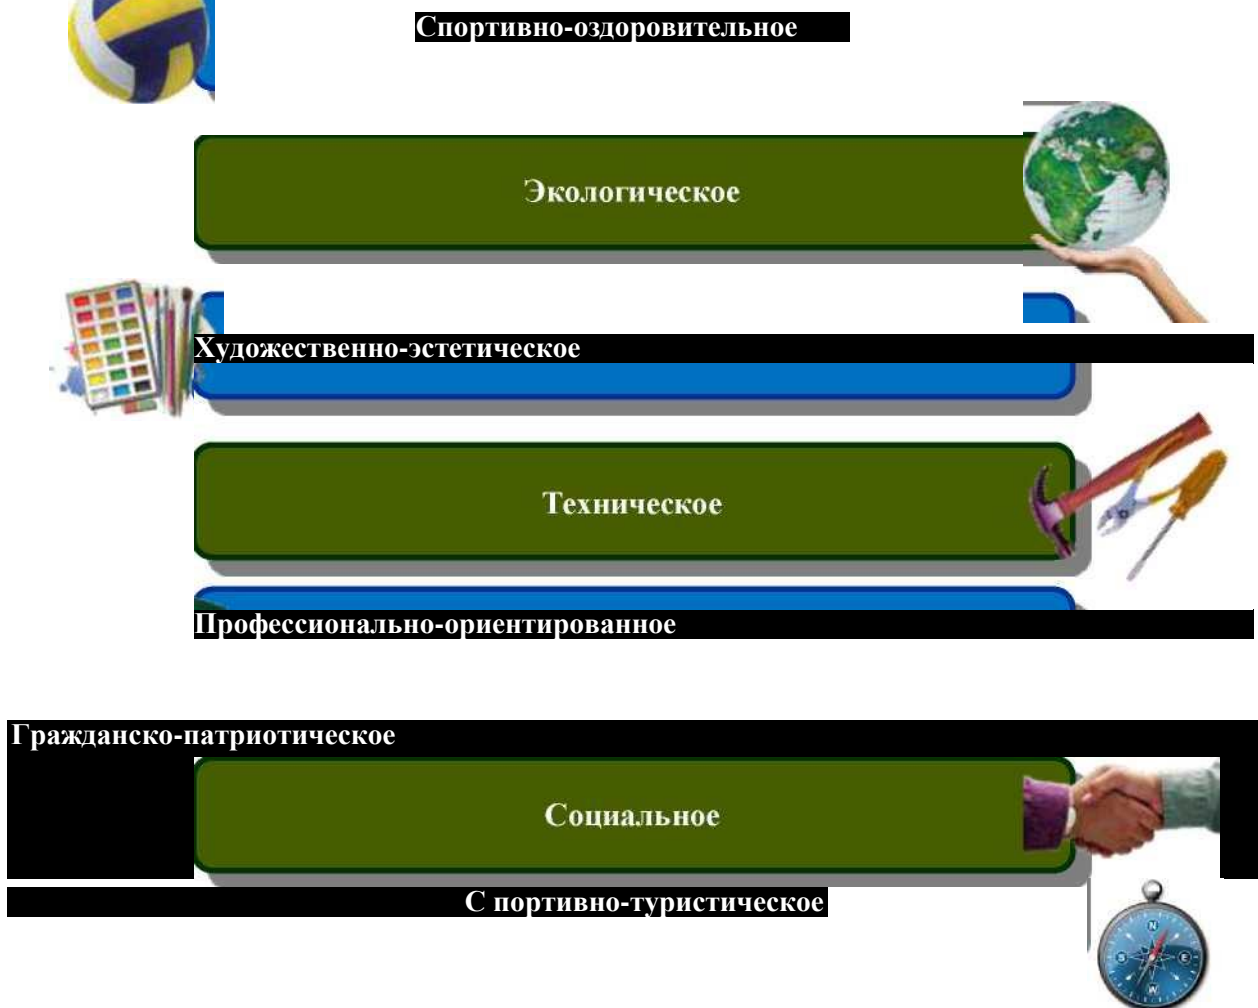 Спортивно-оздоровительное
Экологическое
Художественно-эстетическое
Техническое
Профессионально-ориентированное
Гражданско-патриотическое
Социальное
С портивно-туристическое
N
S E
W